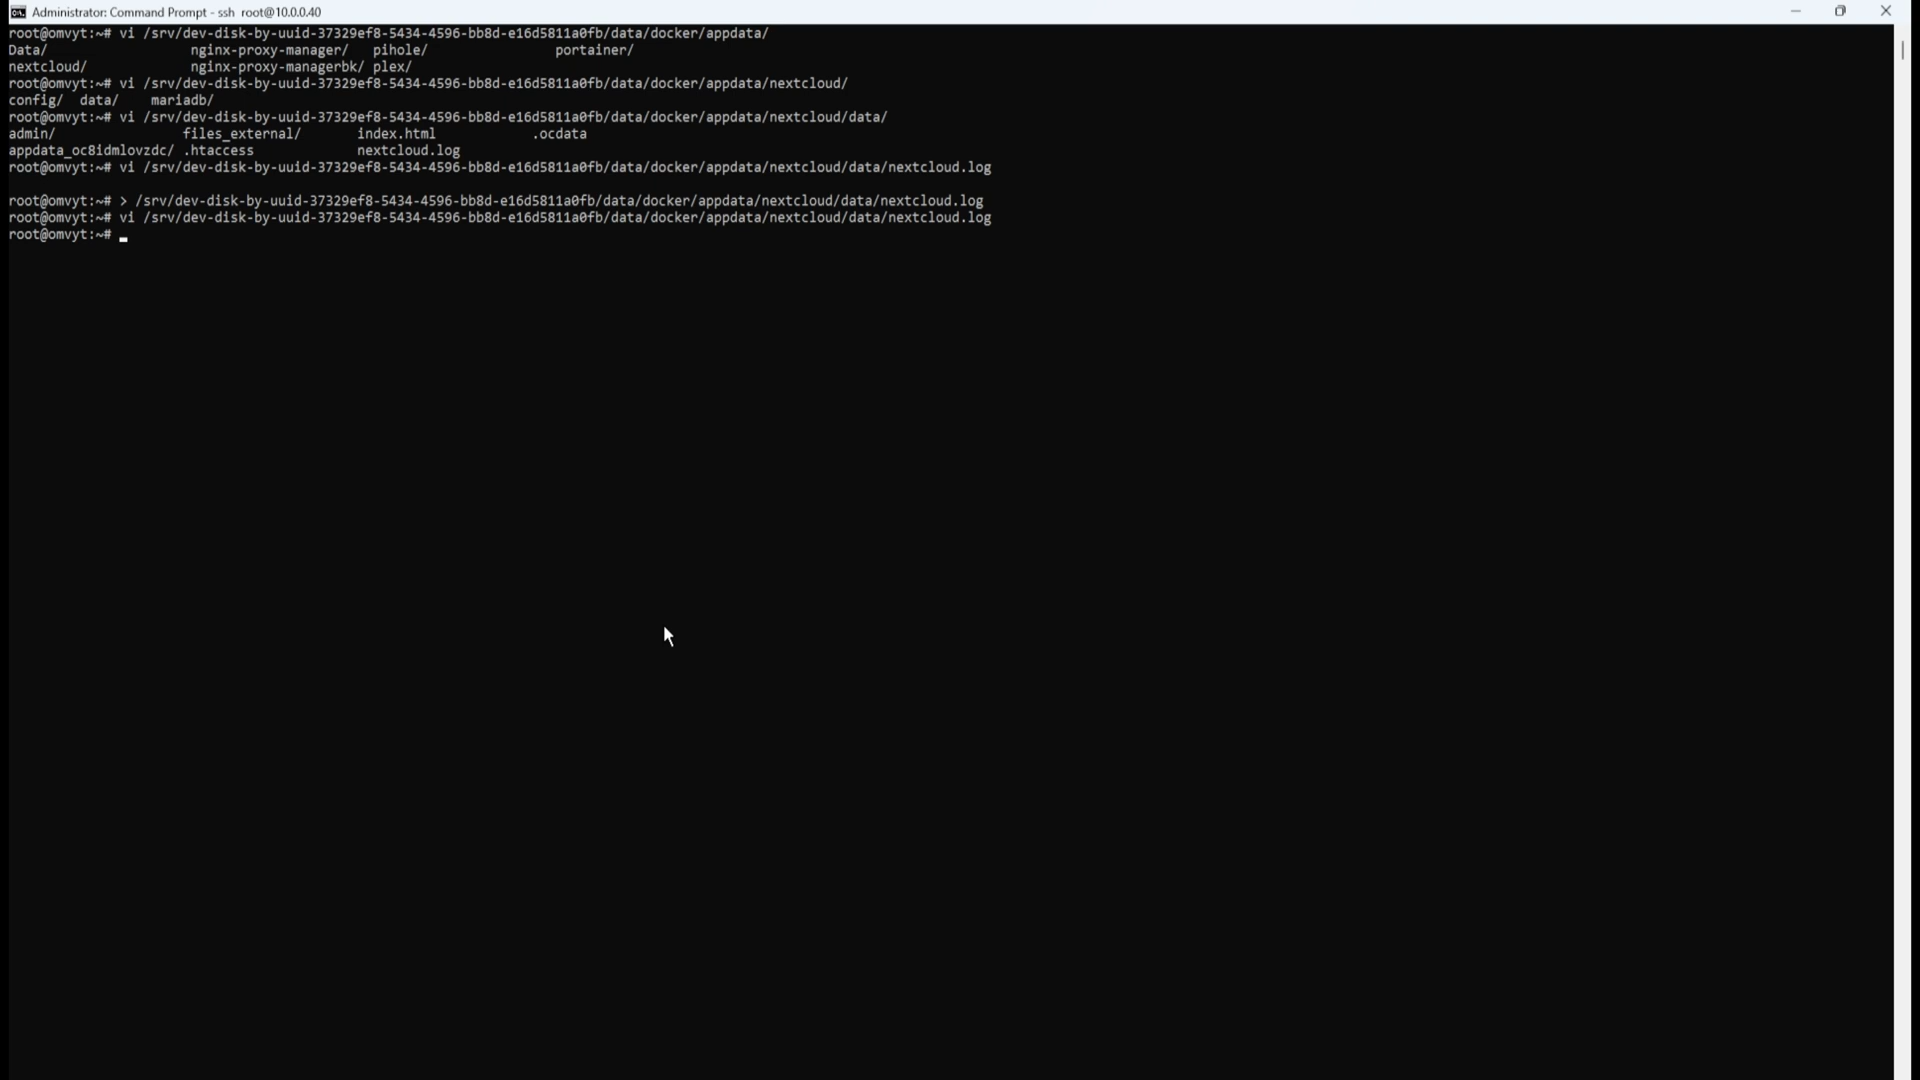 Administrator: Command Prompt - ssh  root@10.0.0.40
root@omvyt:~# vi /srv/dev-disk-by-uuid-37329ef8-5434-4596-bb8d-e16d5811a0fb/data/docker/appdata/
Data/                  nginx-proxy-manager/   pihole/                portainer/
nextcloud/             nginx-proxy-managerbk/ plex/
root@omvyt:~# vi /srv/dev-disk-by-uuid-37329ef8-5434-4596-bb8d-e16d5811a0fb/data/docker/appdata/nextcloud/
config/  data/    mariadb/
root@omvyt:~# vi /srv/dev-disk-by-uuid-37329ef8-5434-4596-bb8d-e16d5811a0fb/data/docker/appdata/nextcloud/data/
admin/                files_external/       index.html            .ocdata
appdata_oc8idmlovzdc/ .htaccess             nextcloud.log
root@omvyt:~# vi /srv/dev-disk-by-uuid-37329ef8-5434-4596-bb8d-e16d5811a0fb/data/docker/appdata/nextcloud/data/nextcloud.log
root@omvyt:~# > /srv/dev-disk-by-uuid-37329ef8-5434-4596-bb8d-e16d5811a0fb/data/docker/appdata/nextcloud/data/nextcloud.log
root@omvyt:~# vi /srv/dev-disk-by-uuid-37329ef8-5434-4596-bb8d-e16d5811a0fb/data/docker/appdata/nextcloud/data/nextcloud.log
root@omvyt:~#